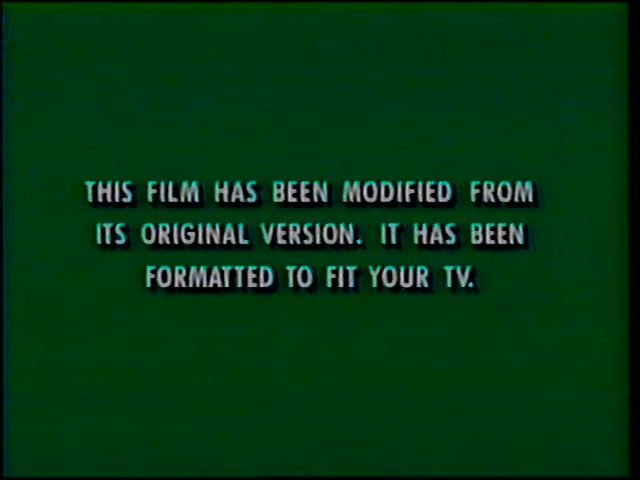 THIS FILM HAS BEEN MODIFIED FROM
ITS ORIGINAL VERSION. IT HAS BEEN
FORMATTED TO FIT YOUR TV.